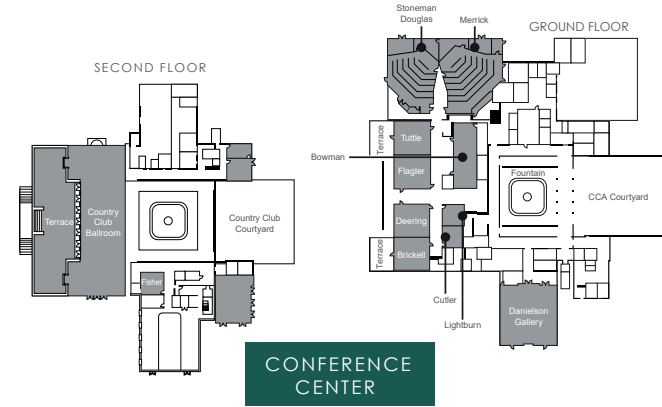 Stoneman
Douglas
Merrick
GROUND FLOOR
SECOND FLOOR
Terrace
Tuttle
Bowman
Flagler
Fountain
CCA Courtyard
Terrace
Country
Club
Ballroom
Country Club
Courtyard
Deering
Terrace
Brickell
Fisher
Cutler
Lightburn
Danielson
Gallery
CONFERENCE
CENTER